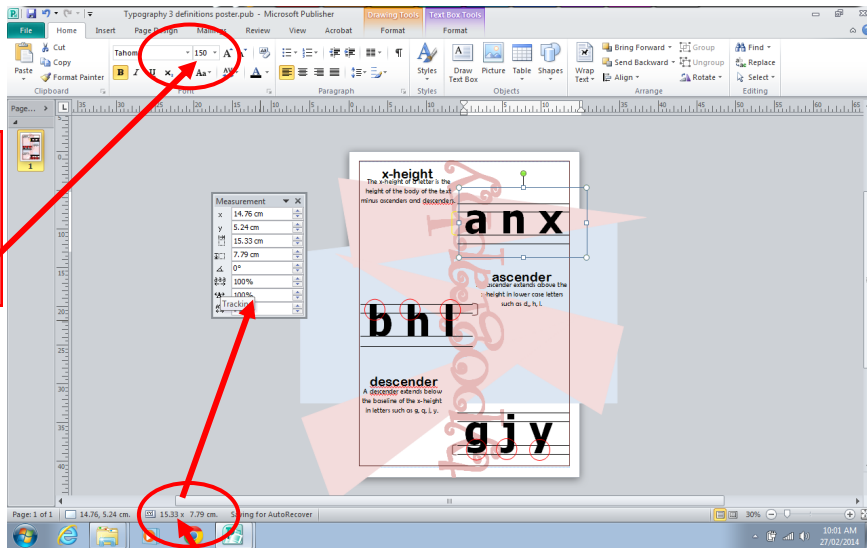 Typography 3 definitions poster.pub - Microsoft Publisher
Drawing Tools
Text Box Tools
File
Home
Insert
Page Design
Mailings
Review
View
Acrobat
Format
Format
Paste
Cut
Copy
Format Painter
Clipboard
150
Font
Paragraph
Styles
Styles
Draw Text Box
Picture
Table
Shapes
Objects
Wrap Text
Bring Forward
Send Backward
Align
Group
Ungroup
Rotate
Arrange
Find
Replace
Select
Editing
Page...
1
Measurement
x 14.76 cm
y 5.24 cm
15.33 cm
7.79 cm
0°
100%
100%
x-height
The x-height of a letter is the
height of the body of the text
minus ascenders and descenders.
a n x
ascender
ascender extends above the
x-height in lower case letters
such as d, h, l.
b h l
descender
A descender extends below
the baseline of the x-height
in letters such as g, q, j, y.
g j y
Page: 1 of 1
14.76, 5.24 cm.
15.33 x 7.79 cm.
Saving for AutoRecover
30%
10:01 AM
27/02/2014